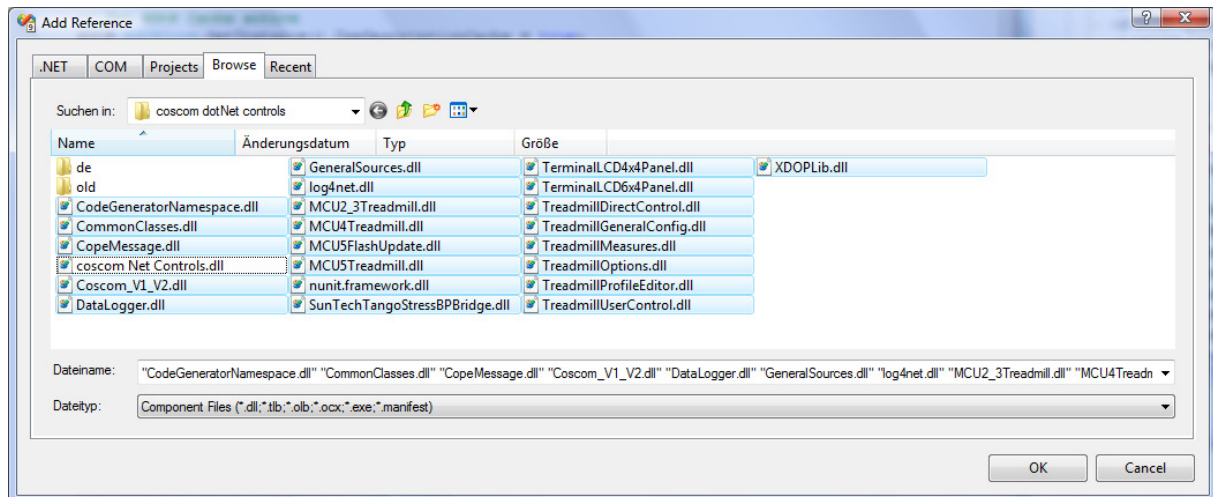 Add Reference
.NET COM Projects Browse Recent
Suchen in: coscom dotNet controls
Name Änderungsdatum Typ Größe
de GeneralSources.dll TerminalLCD4x4Panel.dll XDOPLib.dll
old log4net.dll TerminalLCD6x4Panel.dll
CodeGeneratorNamespace.dll MCU2_3Treadmill.dll TreadmillDirectControl.dll
CommonClasses.dll MCU4Treadmill.dll TreadmillGeneralConfig.dll
CopeMessage.dll MCU5FlashUpdate.dll TreadmillMeasures.dll
coscom Net Controls.dll MCU5Treadmill.dll TreadmillOptions.dll
Coscom_V1_V2.dll nunit.framework.dll TreadmillProfileEditor.dll
DataLogger.dll SunTechTangoStressBPBridge.dll TreadmillUserControl.dll
Dateiname: "CodeGeneratorNamespace.dll" "CommonClasses.dll" "CopeMessage.dll" "Coscom_V1_V2.dll" "DataLogger.dll" "GeneralSources.dll" "log4net.dll" "MCU2_3Treadmill.dll" "MCU4Treadn
Dateityp: Component Files (*.dll;*.tlb;*.olb;*.ocx;*.exe;*.manifest)
OK Cancel